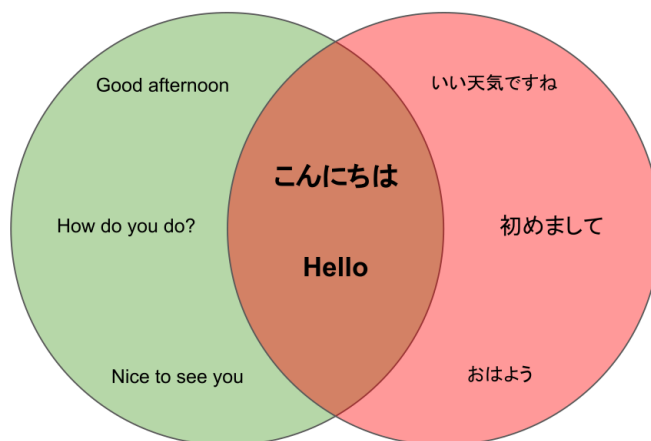 Good afternoon
いい天気ですね
こんにちは
How do you do?
初めまして
Hello
Nice to see you
おはよう